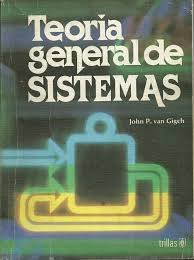 Teoría
general de
SISTEMAS
John P. van Gigch
trillas